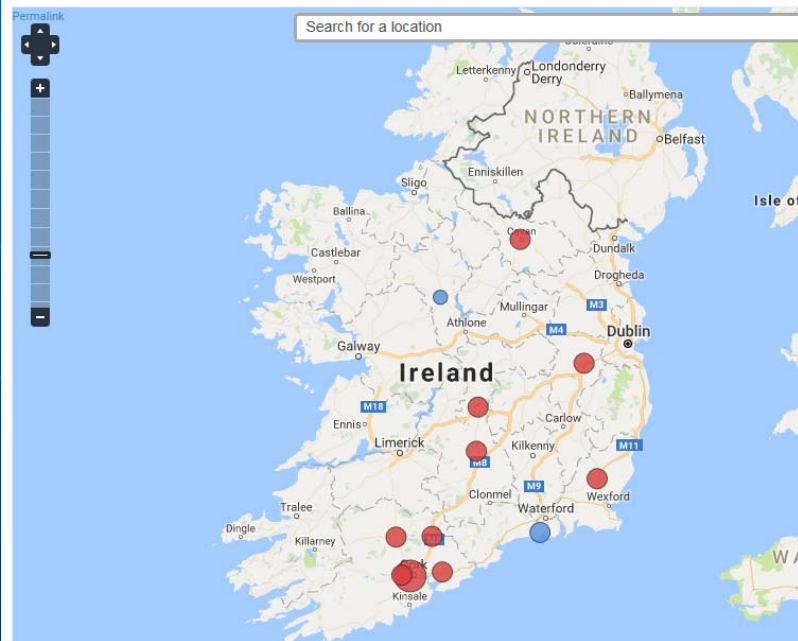 Permalink
Search for a location
Letterkenny
Londonderry
Derry
Ballymena
NORTHERN
IRELAND
Belfast
Enniskillen
Sligo
Isle of
Ballina
Cavan
Dundalk
Castlebar
Westport
Drogheda
Mullingar
M3
Athlone
M4
Dublin
Galway
Ireland
M18
Ennis
Carlow
Limerick
Kilkenny
M11
M8
Clonmel
M9
Wexford
Waterford
Tralee
Dingle
Killarney
Cork
Kinsale
WA